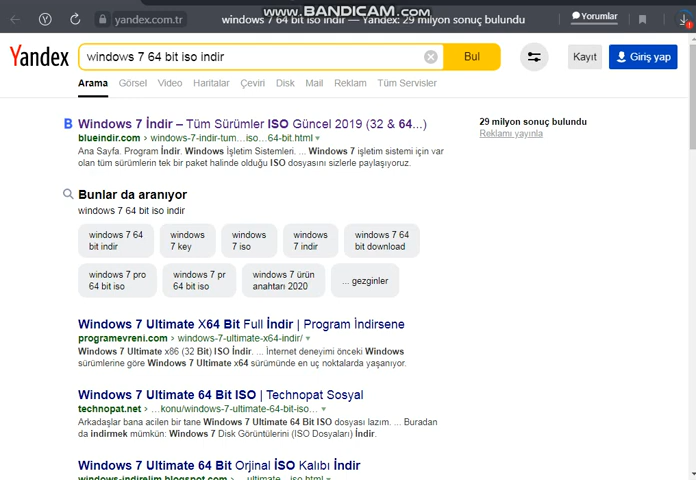 www.BANDICAM.com
yandex.com.tr
windows 7 64 bit iso indir — Yandex: 29 milyon sonuç bulundu
Yorumlar
Yandex
windows 7 64 bit iso indir
Bul
Kayıt
Giriş yap
Arama Görsel Video Haritalar Çeviri Disk Mail Reklam Tüm Servisler
B Windows 7 İndir – Tüm Sürümler ISO Güncel 2019 (32 & 64...)
blueindir.com › windows-7-indir-tum...iso...64-bit.html
Ana Sayfa. Program İndir. Windows İşletim Sistemleri. ... Windows 7 işletim sistemi için var
olan tüm sürümlerin tek bir paket halinde olduğu ISO dosyasını sizlerle paylaşıyoruz.
29 milyon sonuç bulundu
Reklamı yayınla
Bunlar da aranıyor
windows 7 64 bit iso indir
windows 7 64
bit indir
windows
7 key
windows
7 iso
windows
7 indir
windows 7 64
bit download
windows 7 pro
64 bit iso
windows 7 pr
64 bit iso
windows 7 ürün
anahtarı 2020
... gezginler
Windows 7 Ultimate X64 Bit Full İndir | Program İndirsene
programevreni.com › windows-7-ultimate-x64-indir/
Windows 7 Ultimate x86 (32 Bit) ISO İndir. ... İnternet deneyimi önceki Windows
sürümlerine göre Windows 7 Ultimate x64 sürümünde en uç noktalarda yaşanıyor.
Windows 7 Ultimate 64 Bit ISO | Technopat Sosyal
technopat.net › ...konu/windows-7-ultimate-64-bit-iso...
Arkadaşlar bana acilen bir tane Windows 7 Ultimate 64 Bit ISO dosyası lazım. ... Buradan
da indirmek mümkün: Windows 7 Disk Görüntülerini (ISO Dosyaları) İndir.
Windows 7 Ultimate 64 Bit Orjinal İSO Kalıbı İndir
windows-indirelim.blogspot.com › ...ultimate...iso.html